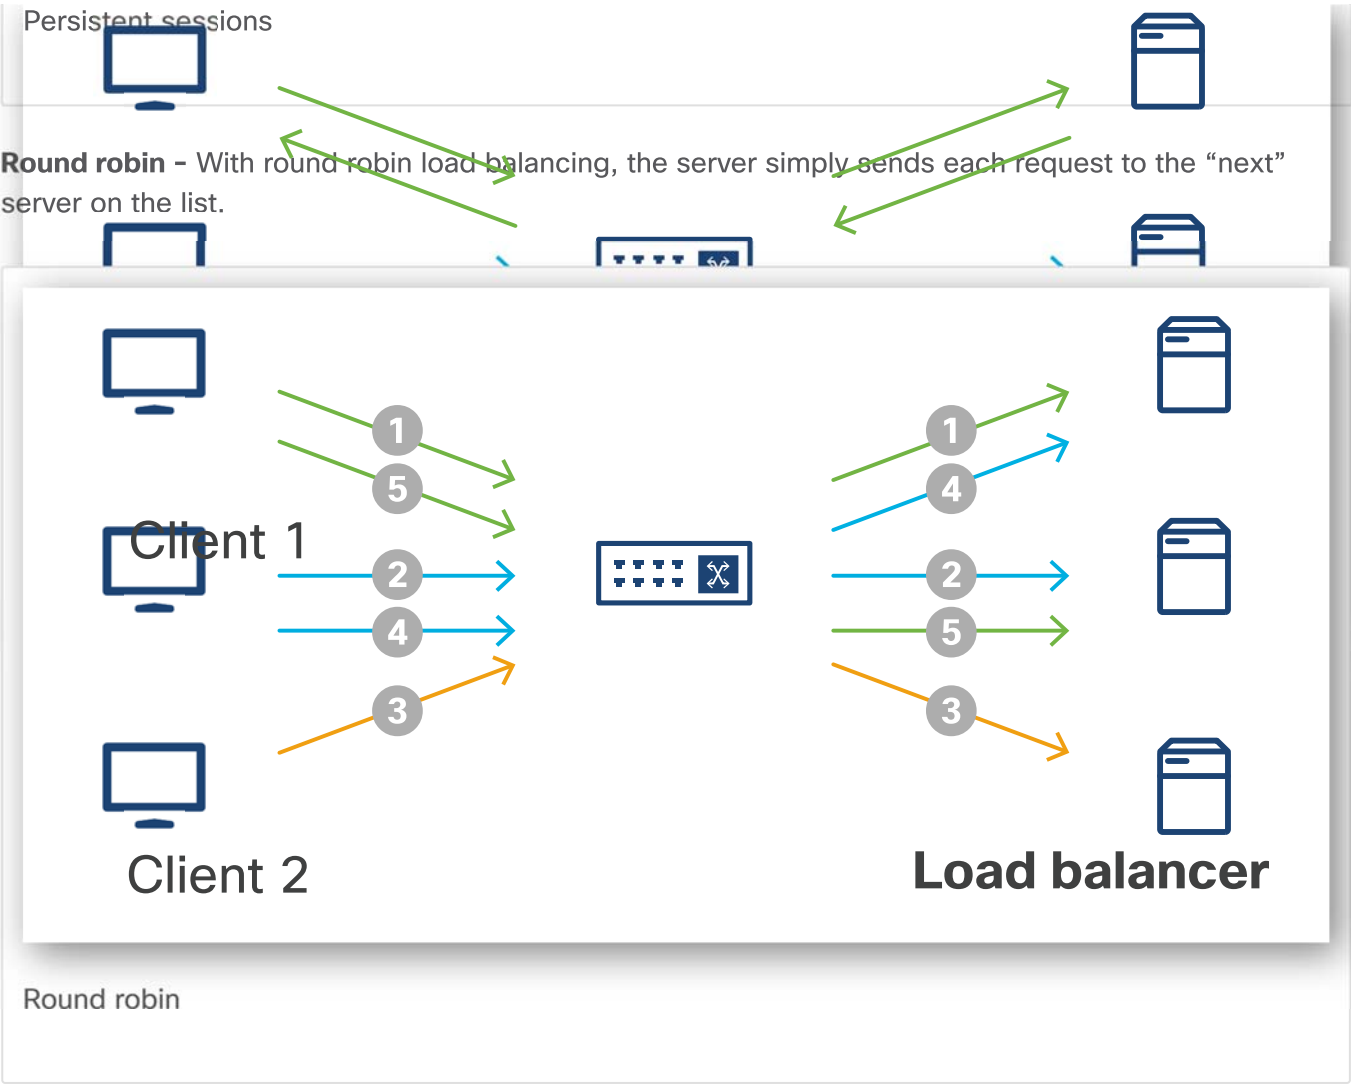 Persistent sessions
Round robin – With round robin load balancing, the server simply sends each request to the “next”
server on the list.
1
1
5
4
Client 1
2
2
4
5
3
3
Client 2
Load balancer
Round robin